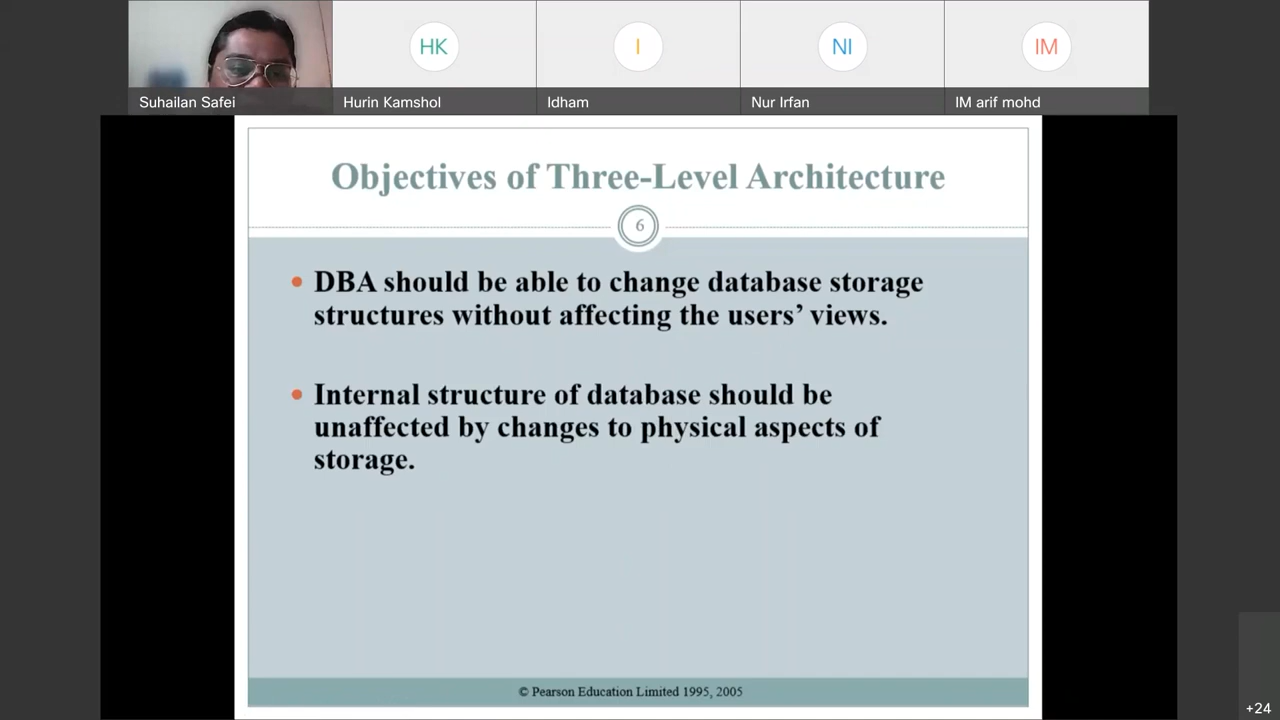 HK
I
NI
IM
Suhailan Safei
Hurin Kamshol
Idham
Nur Irfan
IM arif mohd
Objectives of Three-Level Architecture
6
• DBA should be able to change database storage
structures without affecting the users’ views.
• Internal structure of database should be
unaffected by changes to physical aspects of
storage.
© Pearson Education Limited 1995, 2005
+24